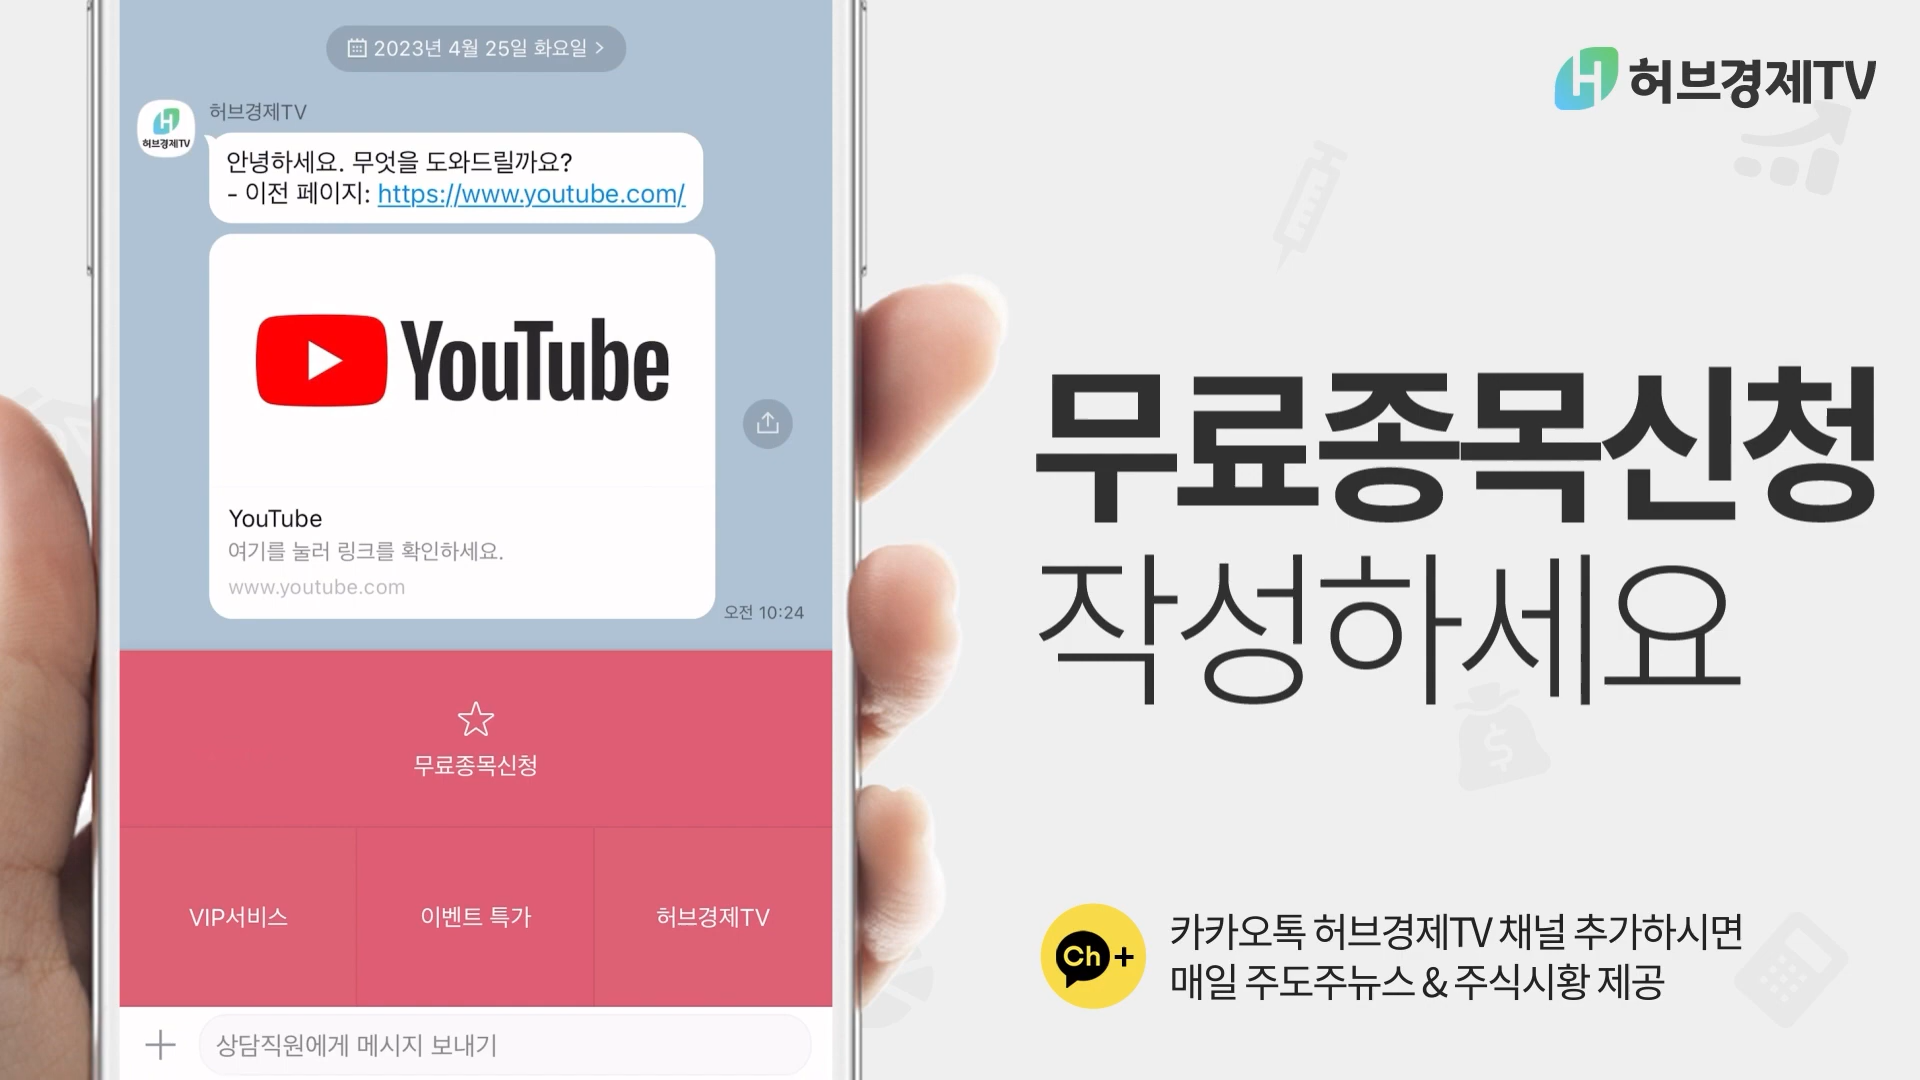 2023년 4월 25일 화요일 >
허브경제TV
허브경제TV
안녕하세요. 무엇을 도와드릴까요?
- 이전 페이지: https://www.youtube.com/
YouTube
YouTube
여기를 눌러 링크를 확인하세요.
www.youtube.com
오전 10:24
무료종목신청
VIP서비스
이벤트 특가
허브경제TV
상담직원에게 메시지 보내기
허브경제TV
무료종목신청
작성하세요
Ch+
카카오톡 허브경제TV 채널 추가하시면
매일 주도주뉴스 & 주식시황 제공